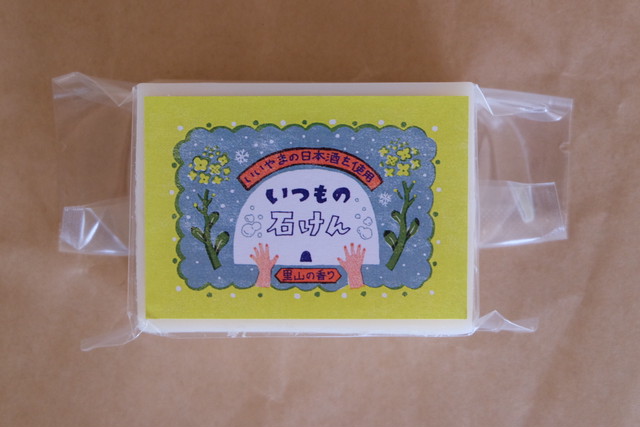 いいやまの日本酒を使用
いつもの
石けん
里山の香り